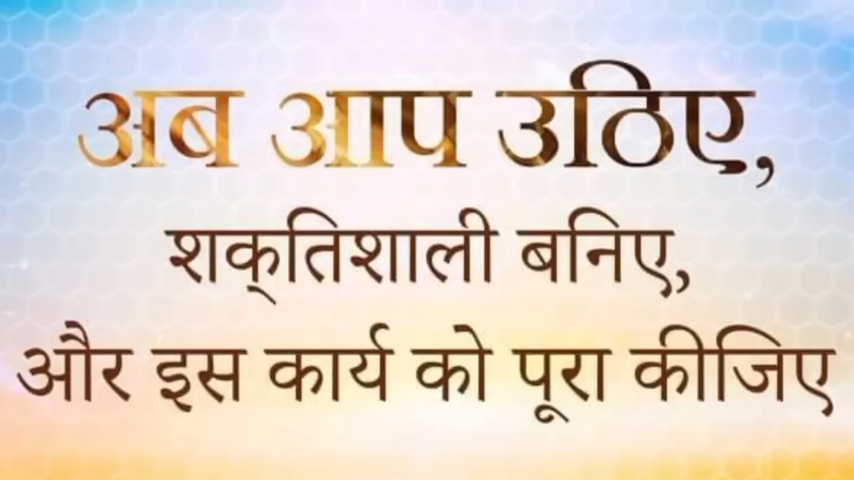 अब आप उठिए,
शक्‌तिशाली बनिए,
और इस कार्य को पूरा कीजिए